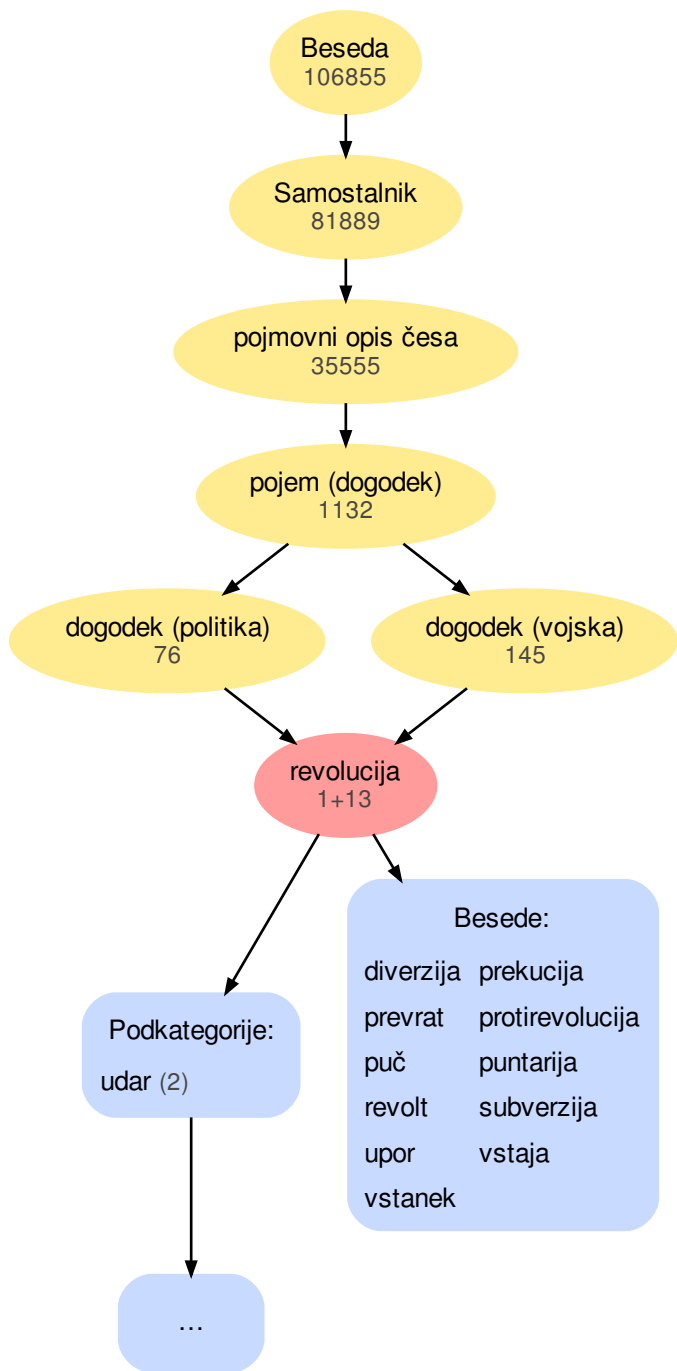 Beseda
106855
Samostalnik
81889
pojmovni opis česa
35555
pojem (dogodek)
1132
dogodek (politika)
76
dogodek (vojska)
145
revolucija
1+13
Besede:
diverzija prekucija
prevrat protirevolucija
puč puntarija
revolt subverzija
upor vstaja
vstanek
Podkategorije:
udar (2)
...